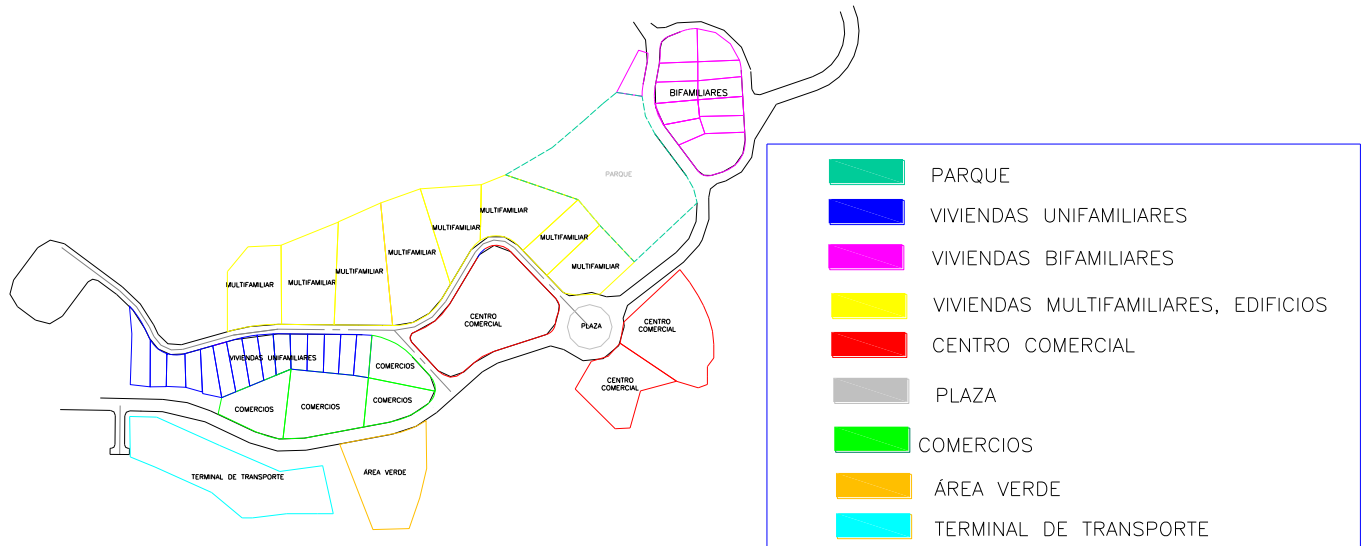 BIFAMILIARES
PARQUE
MULTIFAMILIAR
MULTIFAMILIAR
MULTIFAMILIAR
MULTIFAMILIAR
MULTIFAMILIAR
MULTIFAMILIAR
MULTIFAMILIAR
MULTIFAMILIAR
CENTRO
COMERCIAL
PLAZA
CENTRO
COMERCIAL
CENTRO
COMERCIAL
VIVIENDAS UNIFAMILIARES
COMERCIOS
COMERCIOS
COMERCIOS
COMERCIOS
TERMINAL DE TRANSPORTE
ÁREA VERDE
PARQUE
VIVIENDAS UNIFAMILIARES
VIVIENDAS BIFAMILIARES
VIVIENDAS MULTIFAMILIARES, EDIFICIOS
CENTRO COMERCIAL
PLAZA
COMERCIOS
ÁREA VERDE
TERMINAL DE TRANSPORTE